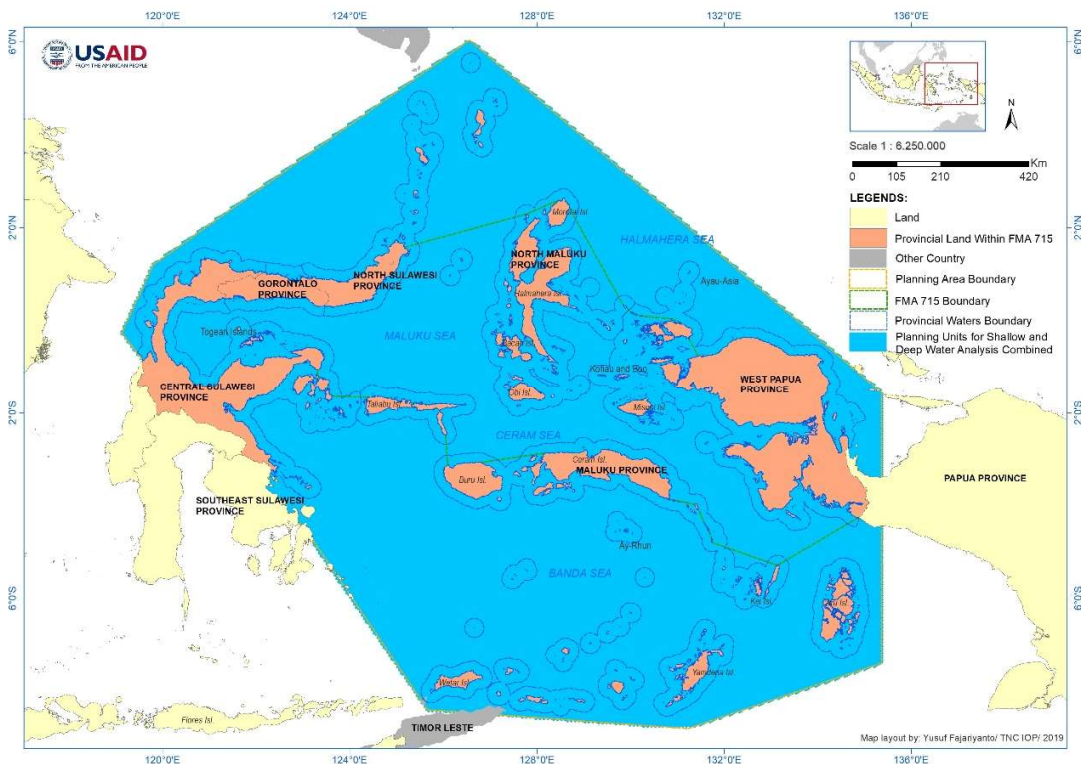 120°0'E 124°0'E 128°0'E 132°0'E 136°0'E
6°0'N
6°0'N
USAID
FROM THE AMERICAN PEOPLE
N
Scale 1 : 6.250.000
Km
0 105 210 420
LEGENDS:
Land
Provincial Land Within FMA 715
Other Country
Planning Area Boundary
FMA 715 Boundary
Provincial Waters Boundary
Planning Units for Shallow and
Deep Water Analysis Combined
2°0'N
2°0'N
Morotai Isl.
HALMAHERA SEA
NORTH MALUKU
PROVINCE
NORTH SULAWESI
PROVINCE
GORONTALO
PROVINCE
Halmahera Isl.
Ayau-Asia
Togean Islands
MALUKU SEA
Bacan Isl.
Kofiau and Boo
CENTRAL SULAWESI
PROVINCE
WEST PAPUA
PROVINCE
Taliabu Isl.
Obi Isl.
Misool Isl.
2°0'S
2°0'S
CERAM SEA
Ceram Isl.
MALUKU PROVINCE
Buru Isl.
PAPUA PROVINCE
SOUTHEAST SULAWESI
PROVINCE
Ay-Rhun
BANDA SEA
Kei Isl.
Aru Isl.
6°0'S
6°0'S
Yamdena Isl.
Wetar Isl.
Flores Isl.
TIMOR LESTE
Map layout by: Yusuf Fajariyanto/ TNC IOP/ 2019
120°0'E 124°0'E 128°0'E 132°0'E 136°0'E